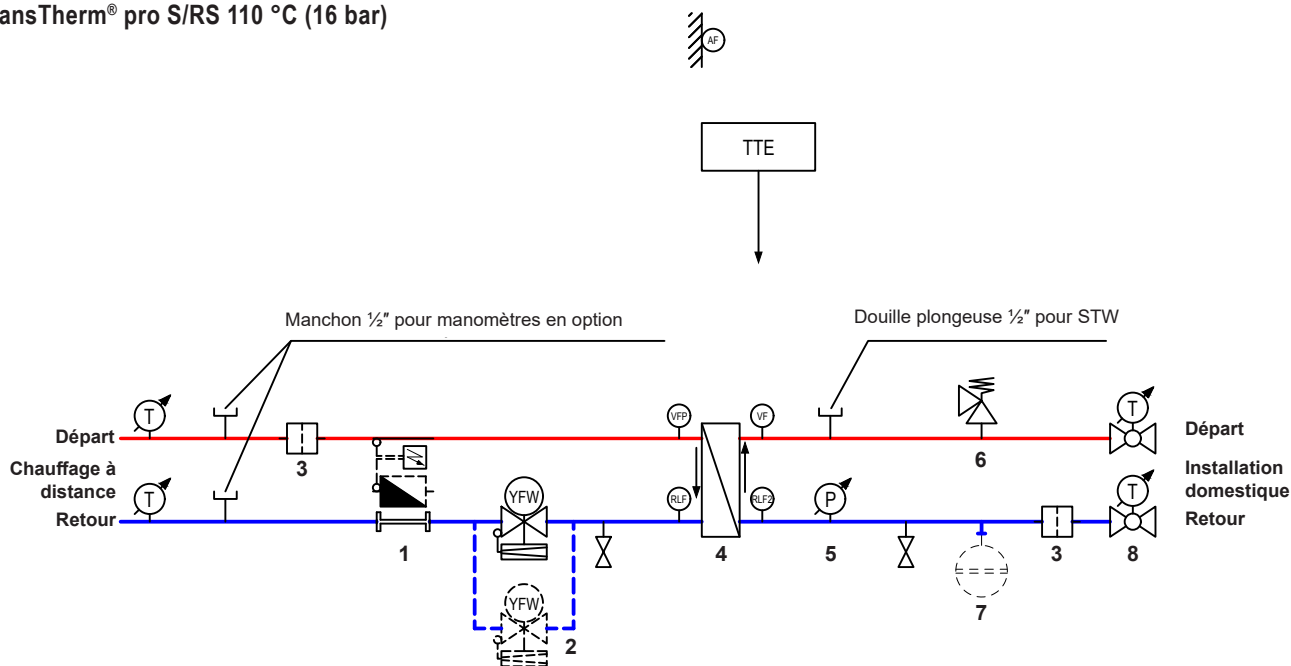 ansTherm® pro S/RS 110 °C (16 bar)
AF
TTE
Manchon ½″ pour manomètres en option
Douille plongeuse ½″ pour STW
T
VFP
VF
T
Départ
Départ
3
6
Chauffage à
distance
Installation
domestique
T
YFW
RLF
RLF2
P
T
Retour
Retour
1
4
5
3
8
YFW
7
2